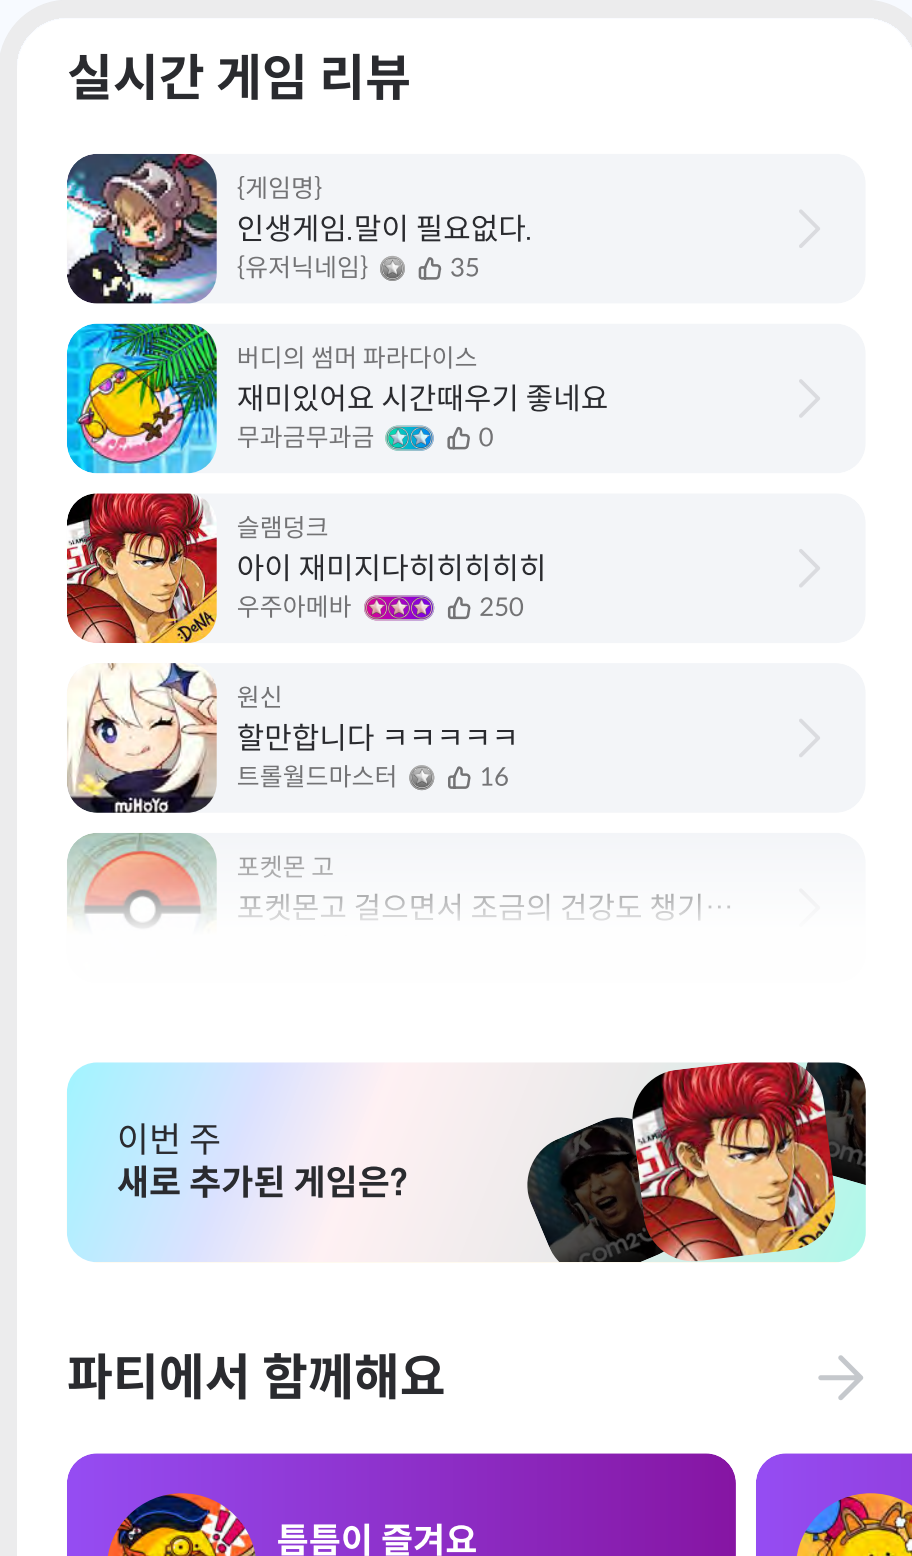 실시간 게임 리뷰
{게임명}
인생게임.말이 필요없다.
{유저닉네임} 35
버디의 썸머 파라다이스
재미있어요 시간때우기 좋네요
무과금무과금 0
슬램덩크
아이 재미지다히히히히히
우주아메바 250
:DeNA
원신
할만합니다 ㅋㅋㅋㅋㅋ
트롤월드마스터 16
miHoYo
포켓몬 고
포켓몬고 걸으면서 조금의 건강도 챙기…
이번 주
새로 추가된 게임은?
com2u
파티에서 함께해요
틈틈이 즐겨요